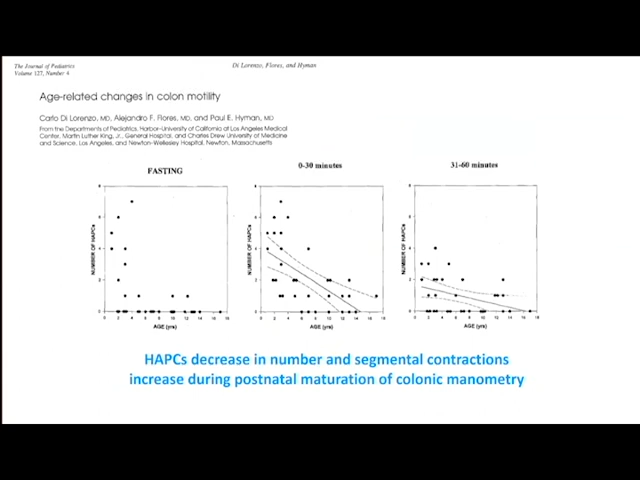 The Journal of Pediatrics
Volume 127, Number 4
Di Lorenzo, Flores, and Hyman
Age-related changes in colon motility
Carlo Di Lorenzo, MD, Alejandro F. Flores, MD, and Paul E. Hyman, MD
From the Departments of Pediatrics, Harbor-University of California at Los Angeles Medical
Center, Martin Luther King, Jr., General Hospital, and Charles Drew University of Medicine
and Science, Los Angeles, and Newton-Wellesley Hospital, Newton, Massachusetts
FASTING
0-30 minutes
31-60 minutes
NUMBER OF HAPCs
NUMBER OF HAPCs
NUMBER OF HAPCs
AGE (yrs)
AGE (yrs)
AGE (yrs)
HAPCs decrease in number and segmental contractions
increase during postnatal maturation of colonic manometry